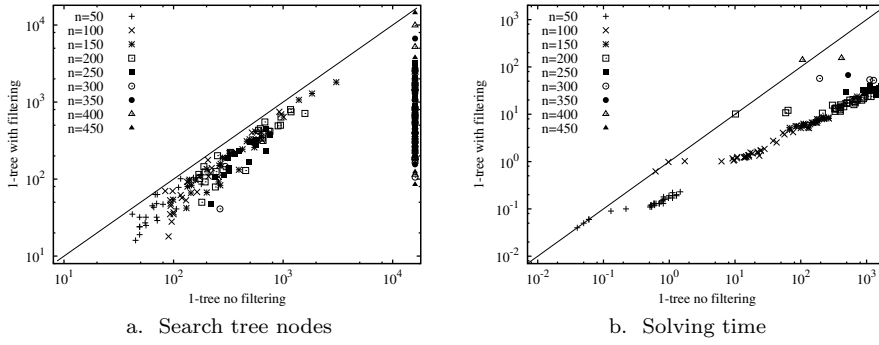 10^4
10^3
10^2
10^1
1-tree with filtering
n=50
n=100
n=150
n=200
n=250
n=300
n=350
n=400
n=450
10^1
10^2
10^3
10^4
1-tree no filtering
a. Search tree nodes
10^3
10^2
10^1
10^0
10^-1
10^-2
1-tree with filtering
n=50
n=100
n=150
n=200
n=250
n=300
n=350
n=400
n=450
10^-2
10^-1
10^0
10^1
10^2
10^3
1-tree no filtering
b. Solving time